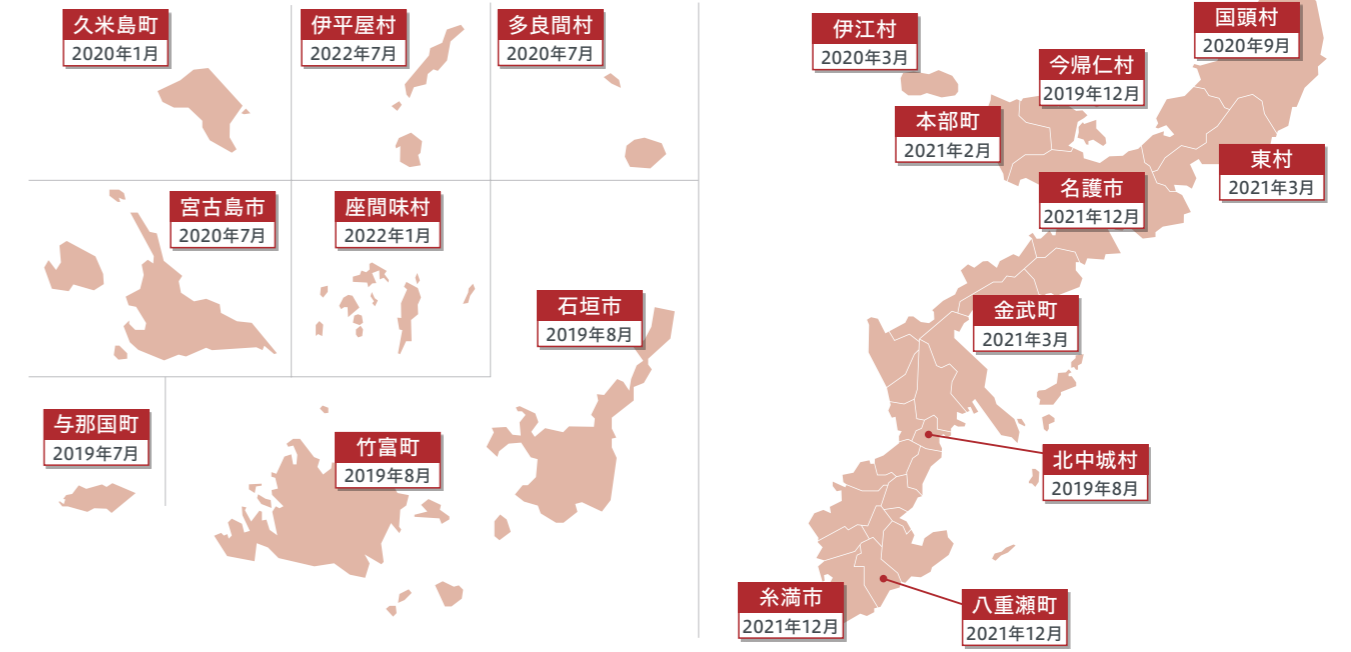 久米島町
2020年1月
伊平屋村
2022年7月
多良間村
2020年7月
宮古島市
2020年7月
座間味村
2022年1月
石垣市
2019年8月
与那国町
2019年7月
竹富町
2019年8月
伊江村
2020年3月
国頭村
2020年9月
今帰仁村
2019年12月
本部町
2021年2月
東村
2021年3月
名護市
2021年12月
金武町
2021年3月
北中城村
2019年8月
糸満市
2021年12月
八重瀬町
2021年12月